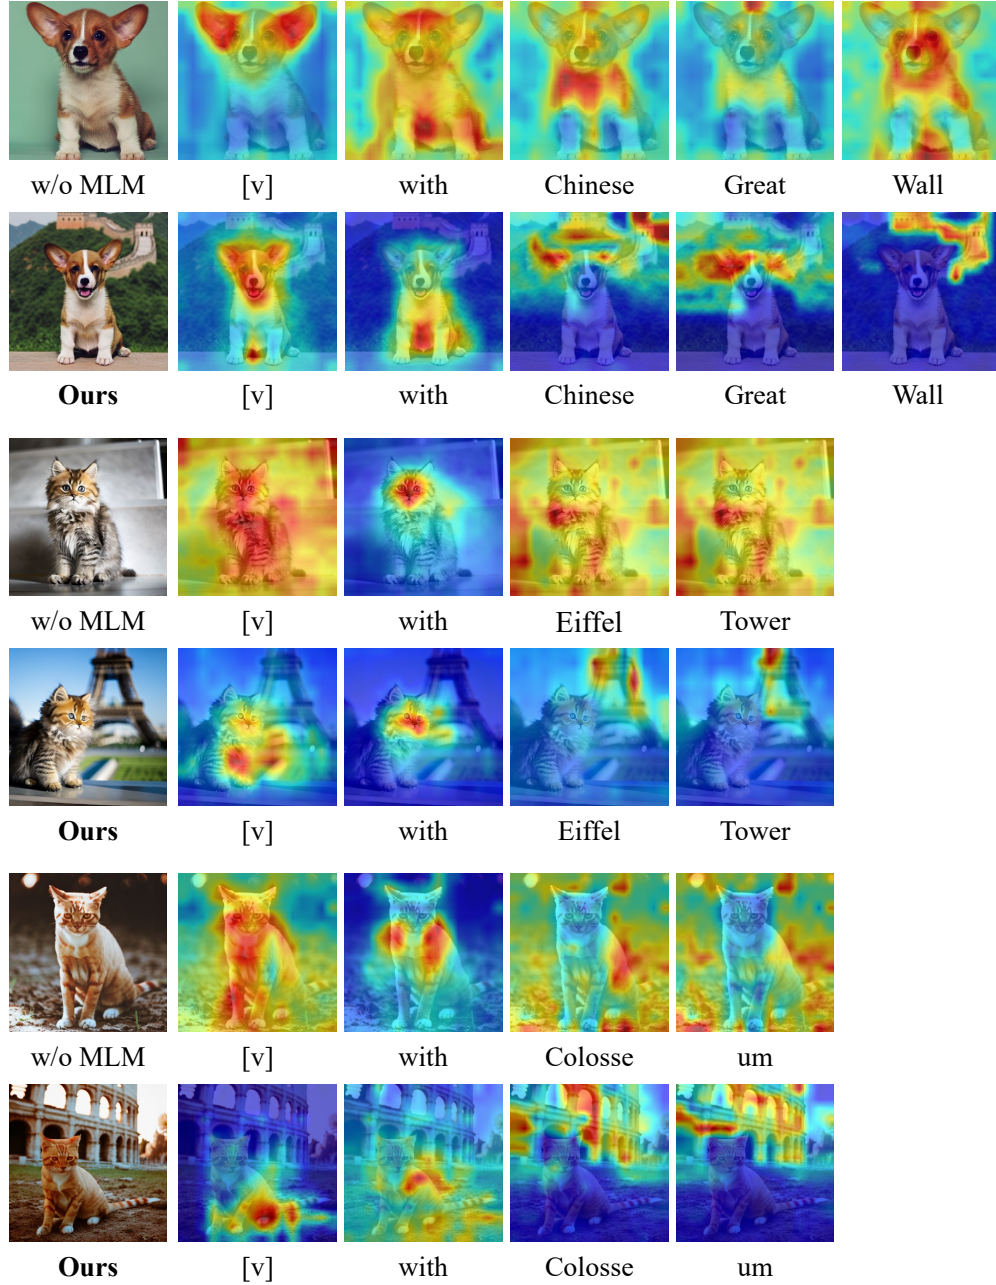 w/o MLM [v] with Chinese Great Wall
Ours [v] with Chinese Great Wall
w/o MLM [v] with Eiffel Tower
Ours [v] with Eiffel Tower
w/o MLM [v] with Colosse um
Ours [v] with Colosse um